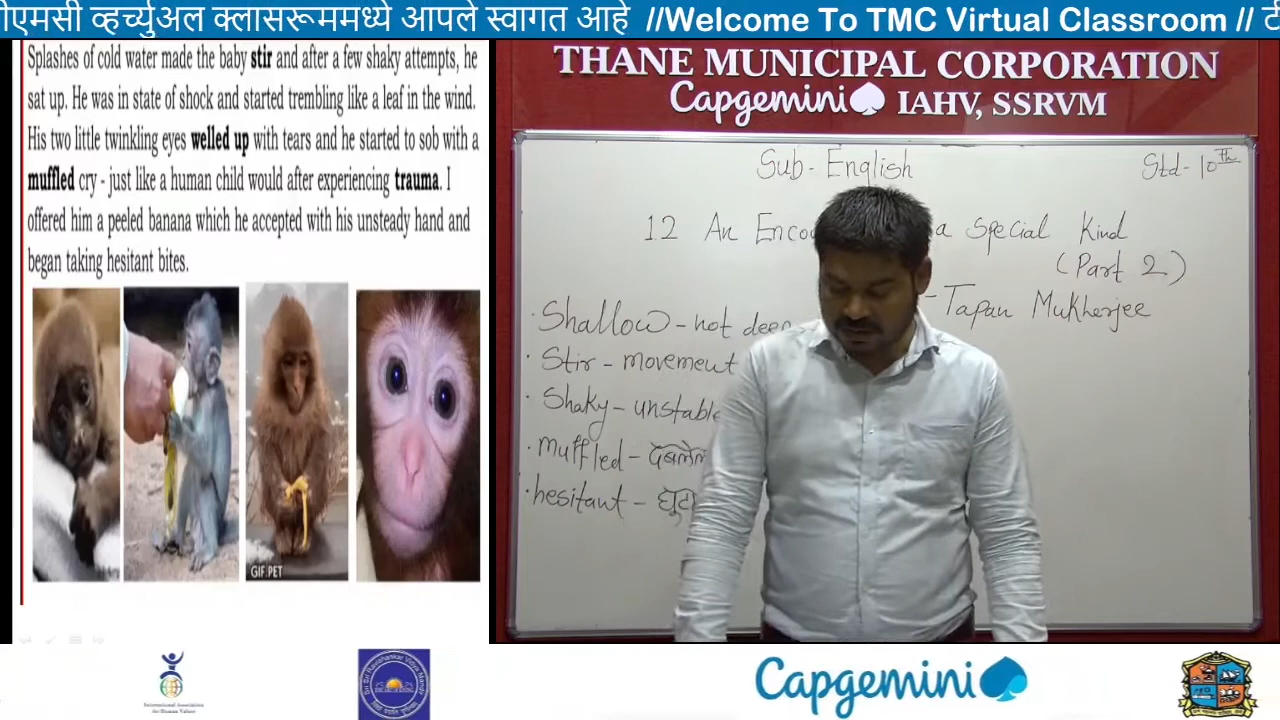 टीएमसी व्हर्च्युअल क्लासरूममध्ये आपले स्वागत आहे //Welcome To TMC Virtual Classroom // टी
Splashes of cold water made the baby stir and after a few shaky attempts, he
sat up. He was in state of shock and started trembling like a leaf in the wind.
His two little twinkling eyes welled up with tears and he started to sob with a
muffled cry - just like a human child would after experiencing trauma. I
offered him a peeled banana which he accepted with his unsteady hand and
began taking hesitant bites.
GIF.PET
THANE MUNICIPAL CORPORATION
Capgemini IAHV, SSRVM
Sub - English
Std - 10th
12 An a Special Kind
(Part 2)
- Tapan Mukherjee
· Shallow - not deep
· Stir - movement
· Shaky - unstable
· muffled -
· hesitant -
International Association
for Human Values
Capgemini